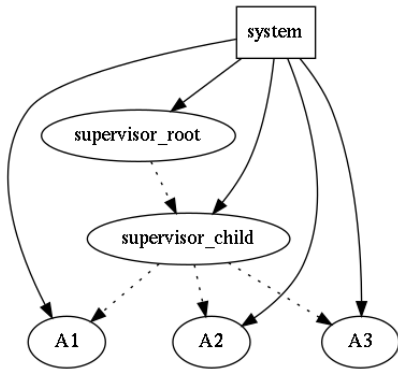 system
supervisor_root
supervisor_child
A1
A2
A3